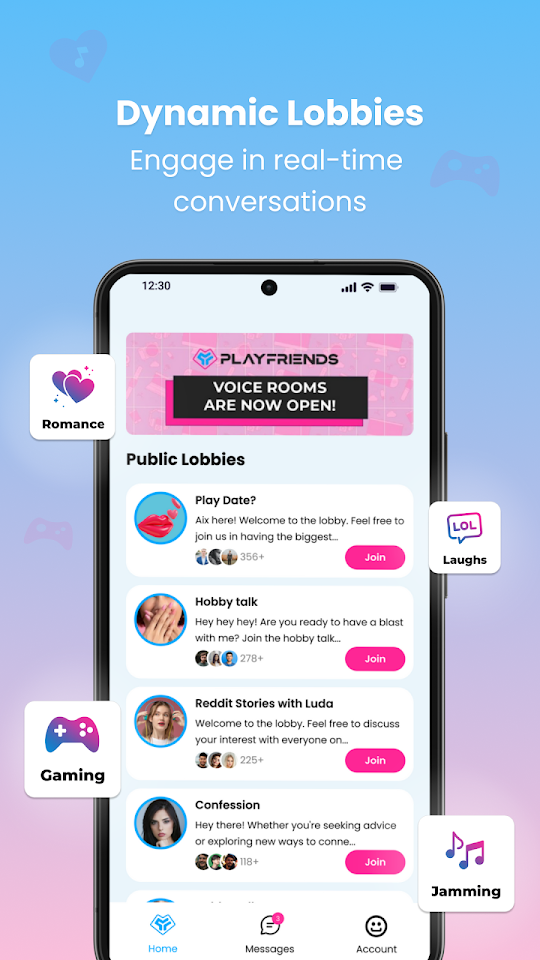 Dynamic Lobbies
Engage in real-time
conversations
12:30
PLAYFRIENDS
VOICE ROOMS
ARE NOW OPEN!
Romance
Public Lobbies
Play Date?
Aix here! Welcome to the lobby. Feel free to
join us in having the biggest...
356+
Join
LOL
Laughs
Hobby talk
Hey hey hey! Are you ready to have a blast
with me? Join the hobby talk...
278+
Join
Reddit Stories with Luda
Welcome to the lobby. Feel free to discuss
your interest with everyone on...
225+
Join
Gaming
Confession
Hey there! Whether you're seeking advice
or exploring new ways to conne...
118+
Join
Jamming
3
Home
Messages
Account